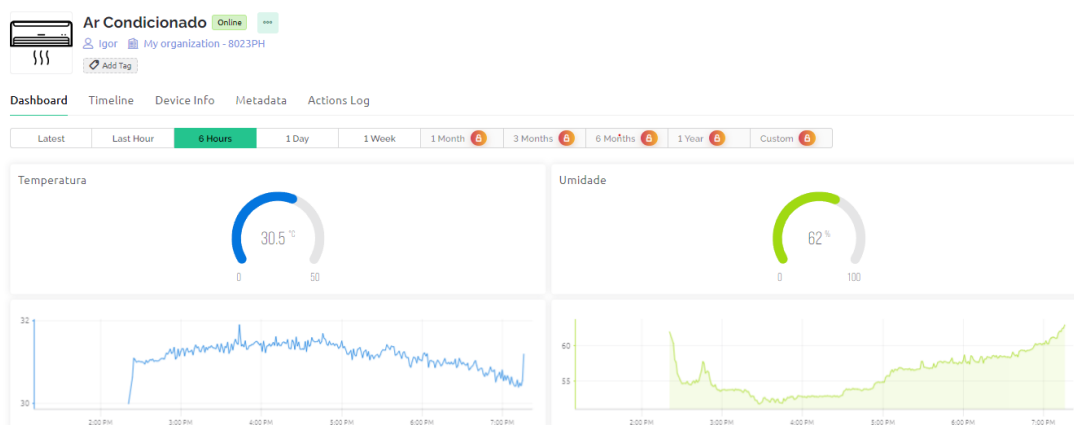 Ar Condicionado Online
Igor My organization - 8023PH
Add Tag
Dashboard Timeline Device Info Metadata Actions Log
Latest Last Hour 6 Hours 1 Day 1 Week 1 Month 3 Months 6 Months 1 Year Custom
Temperatura
30.5 °C
0 50
Umidade
62 %
0 100
32
30
2:00 PM 3:00 PM 4:00 PM 5:00 PM 6:00 PM 7:00 PM
60
55
2:00 PM 3:00 PM 4:00 PM 5:00 PM 6:00 PM 7:00 PM